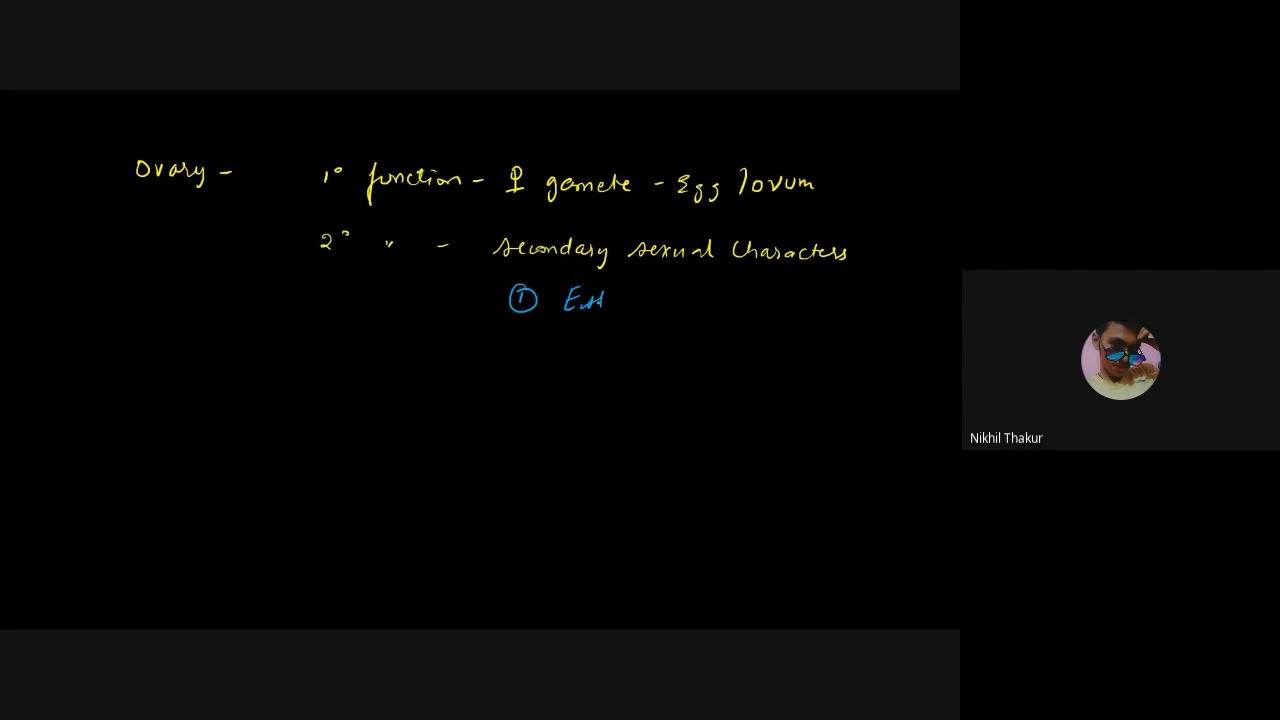 Ovary - 1° function - ♀ gamete - Egg / ovum
2° " - secondary sexual characters
① Est
Nikhil Thakur